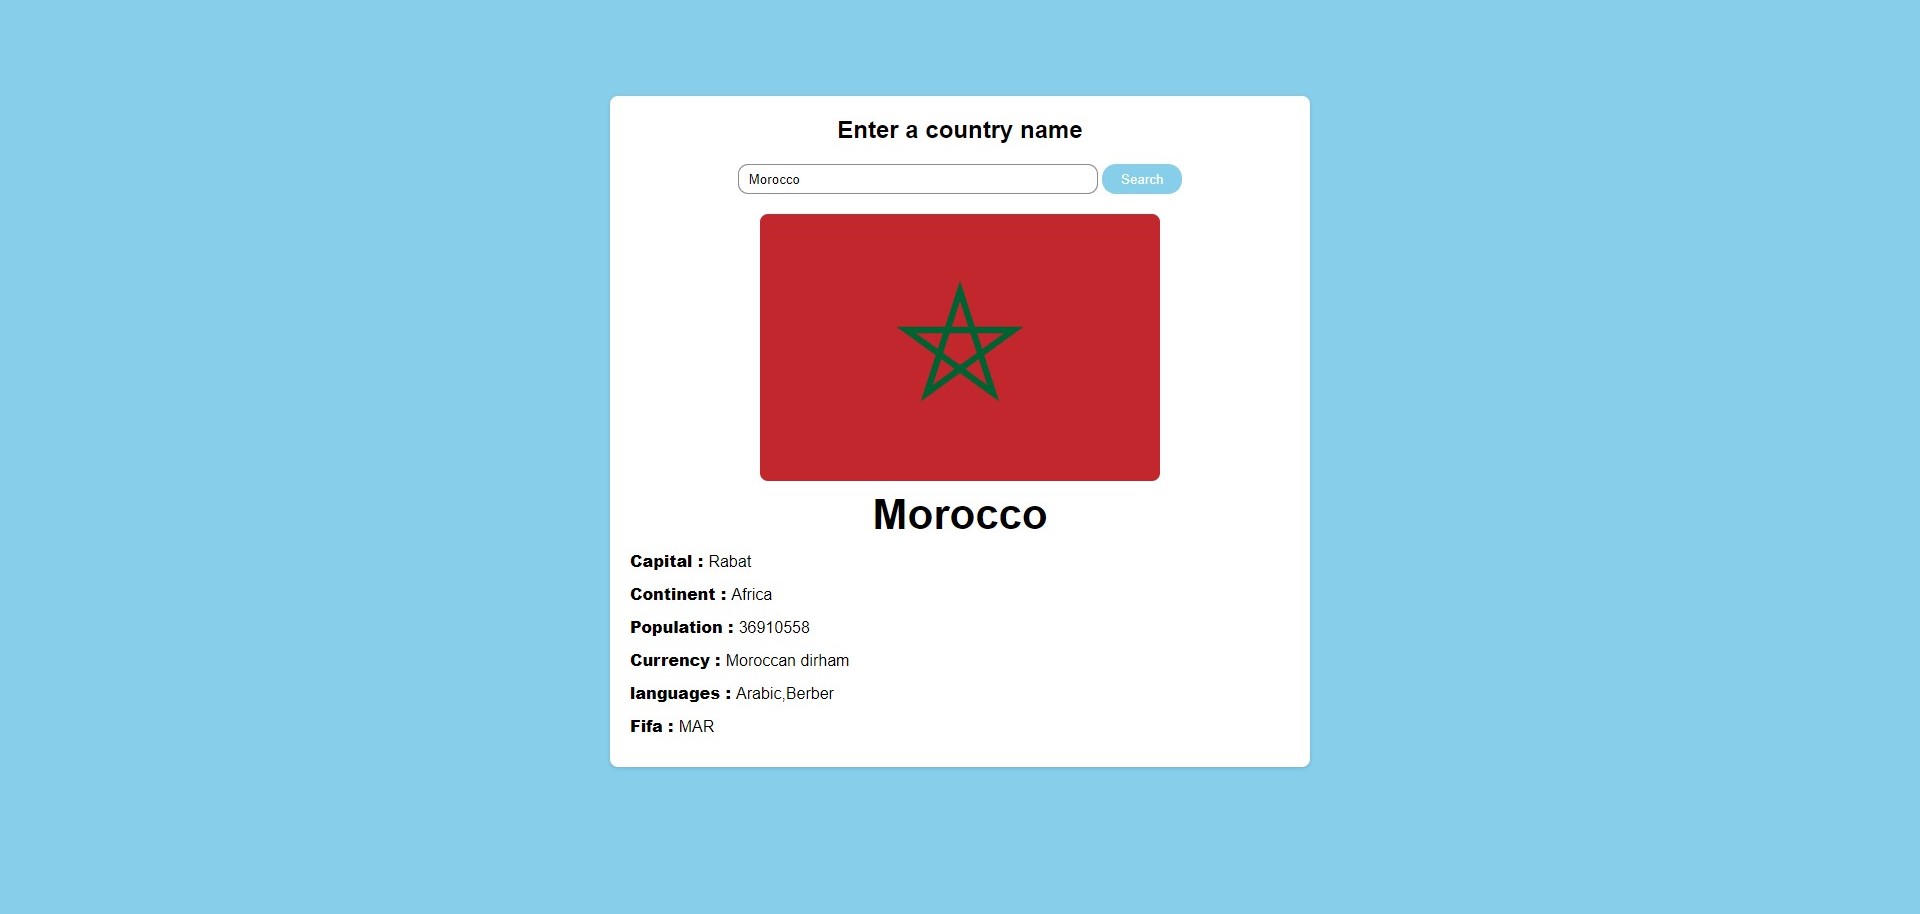 Enter a country name
Morocco Search
Morocco
Capital : Rabat
Continent : Africa
Population : 36910558
Currency : Moroccan dirham
languages : Arabic,Berber
Fifa : MAR